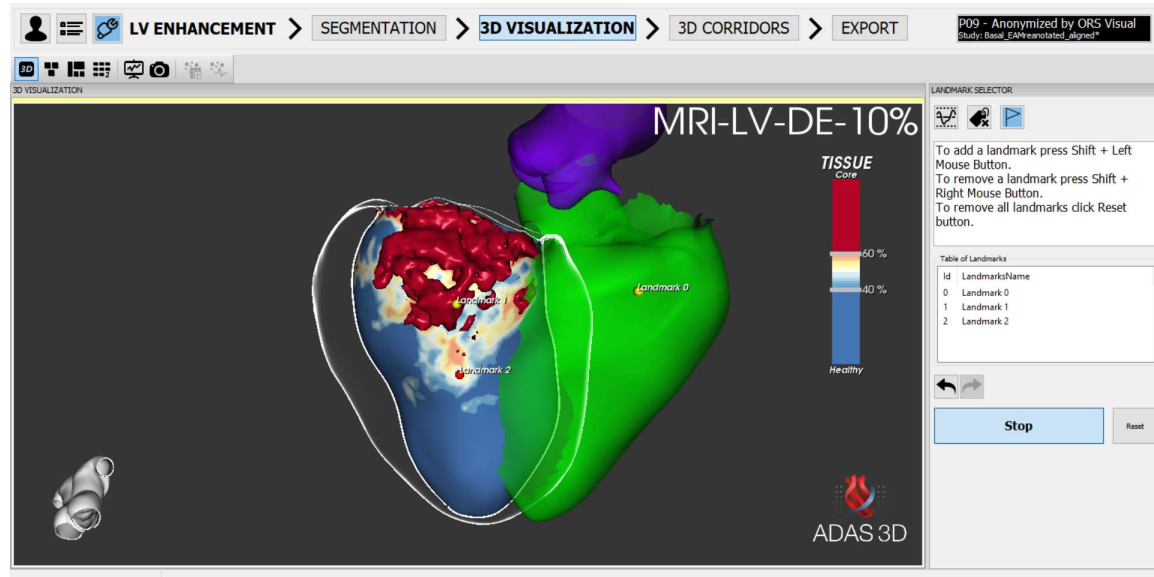 LV ENHANCEMENT
SEGMENTATION
3D VISUALIZATION
3D CORRIDORS
EXPORT
P09 - Anonymized by ORS Visual
Study: Basal_EAMreanotated_aligned*
3D
2
3D VISUALIZATION
MRI-LV-DE-10%
TISSUE
Core
60 %
40 %
Healthy
Landmark 0
Landmark 1
Landmark 2
ADAS 3D
LANDMARK SELECTOR
To add a landmark press Shift + Left
Mouse Button.
To remove a landmark press Shift +
Right Mouse Button.
To remove all landmarks click Reset
button.
Table of Landmarks
Id LandmarksName
0 Landmark 0
1 Landmark 1
2 Landmark 2
Stop
Reset